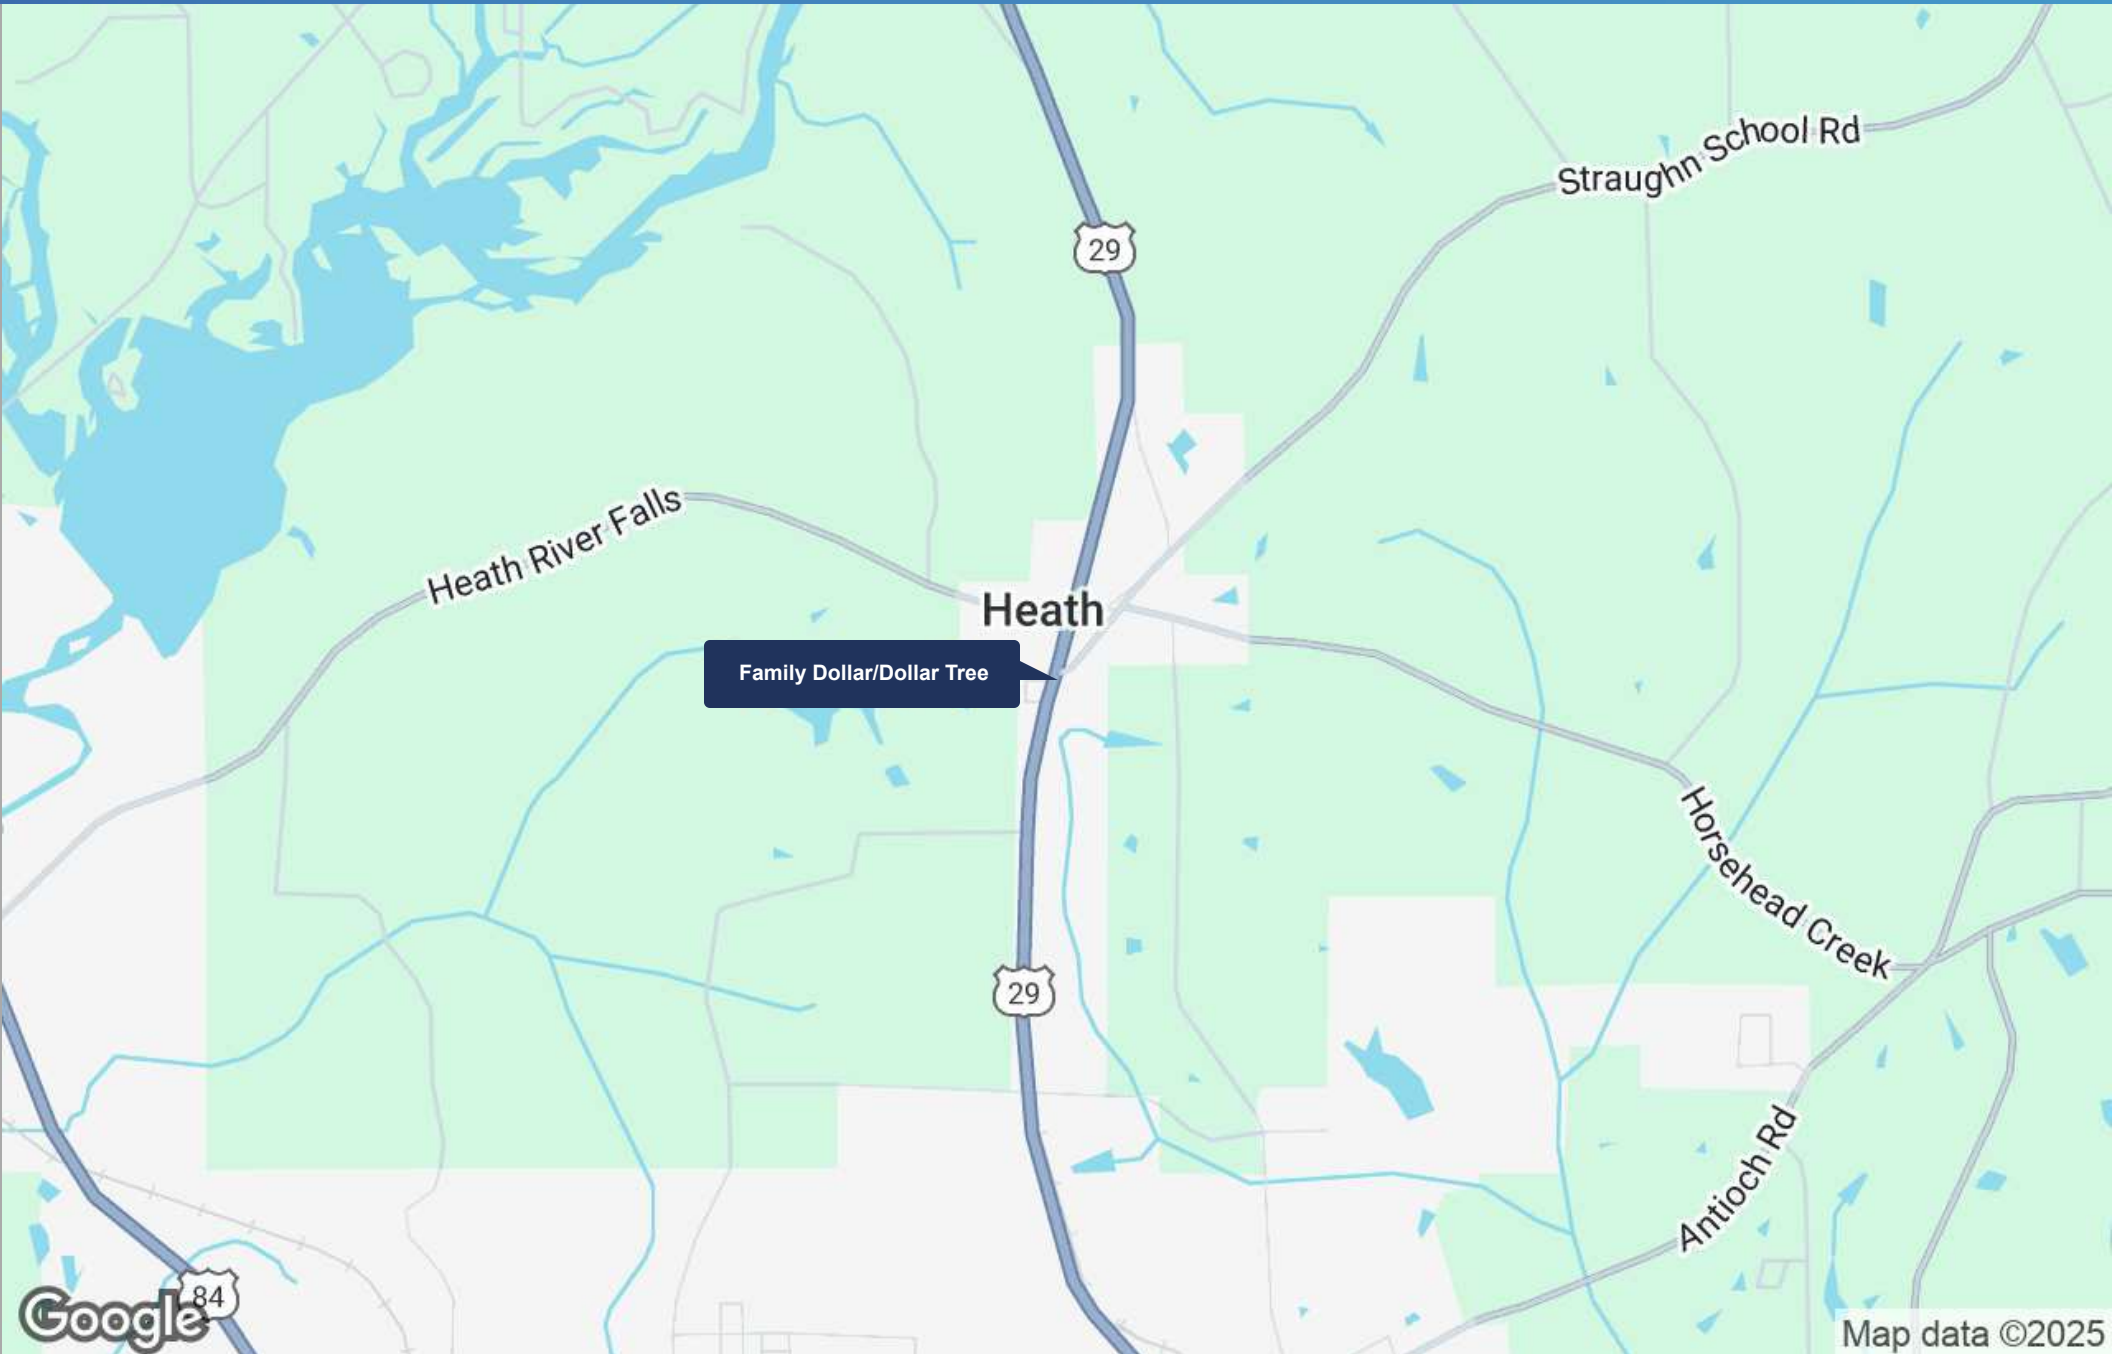 29
Straughn School Rd
Heath River Falls
Heath
Family Dollar/Dollar Tree
Horsehead Creek
29
Antioch Rd
84
Google
Map data ©2025